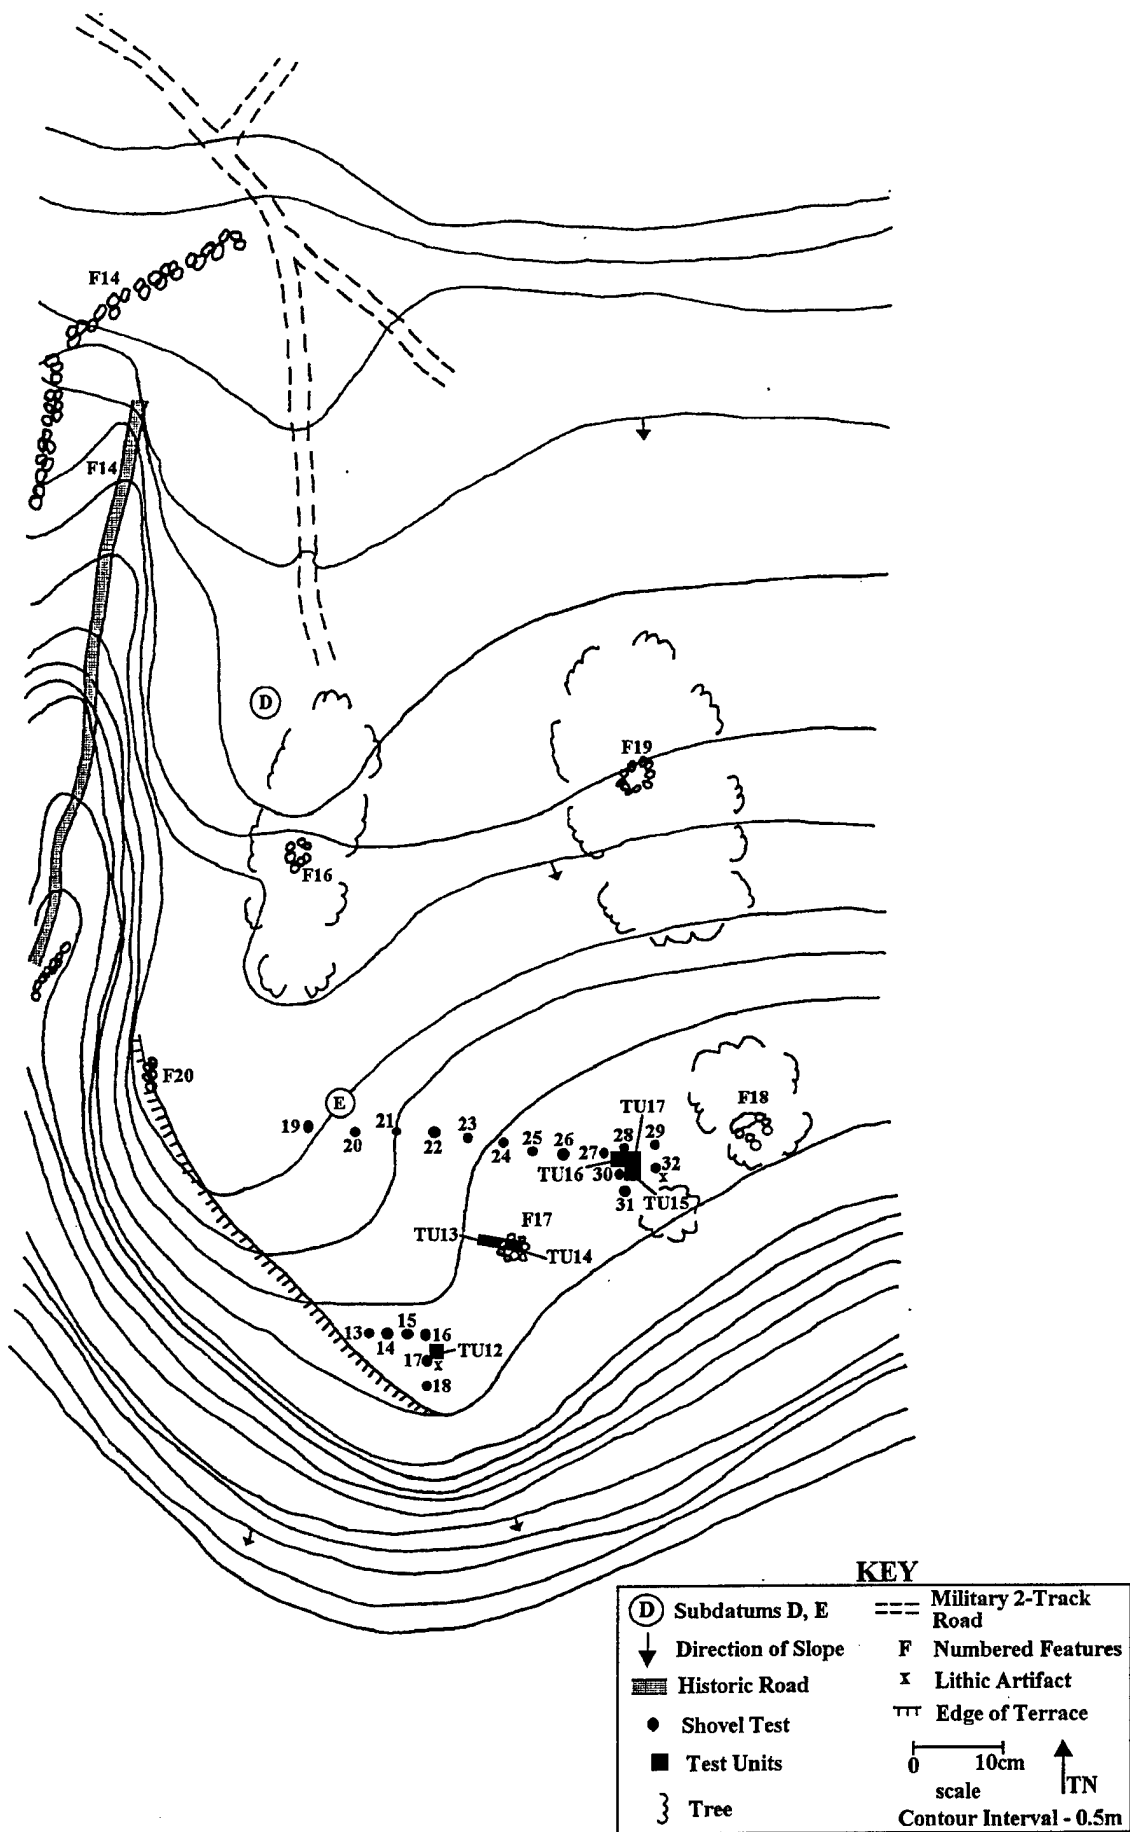 F14
F14
D
F19
F16
F20
E
F18
TU17
19
20
21
22
23
24
25
26
27
28
29
TU16
30
32
x
31
TU15
TU13
F17
TU14
13
14
15
16
TU12
17
x
18
KEY
D Subdatums D, E
Military 2-Track
Road
Direction of Slope
F Numbered Features
Historic Road
x Lithic Artifact
Shovel Test
Edge of Terrace
Test Units
0 10cm
scale
TN
Tree
Contour Interval - 0.5m